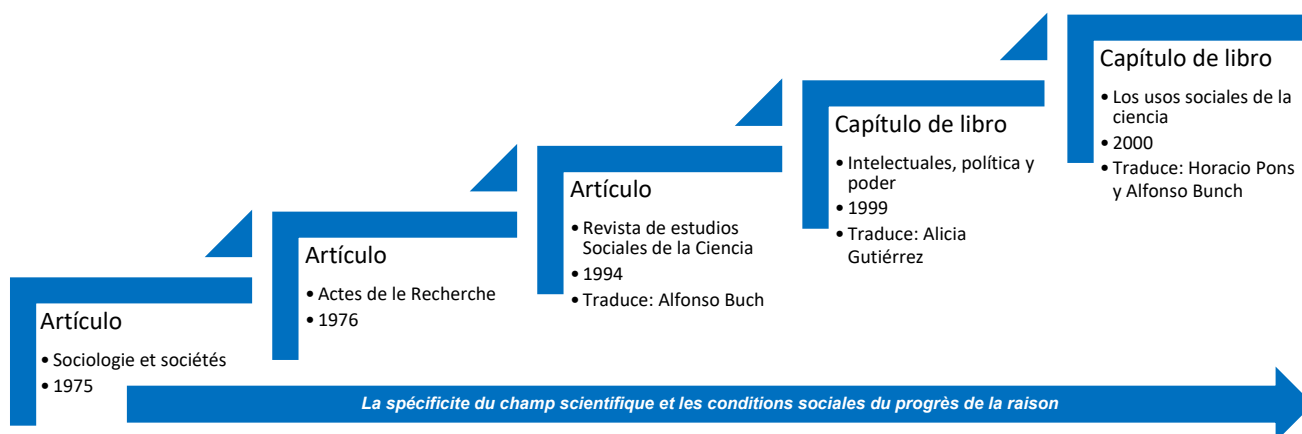 Artículo
• Sociologie et sociétés
• 1975
Artículo
• Actes de le Recherche
• 1976
Artículo
• Revista de estudios
Sociales de la Ciencia
• 1994
• Traduce: Alfonso Buch
Capítulo de libro
• Intelectuales, política y
poder
• 1999
• Traduce: Alicia
Gutiérrez
Capítulo de libro
• Los usos sociales de la
ciencia
• 2000
• Traduce: Horacio Pons
y Alfonso Bunch
La spécificite du champ scientifique et les conditions sociales du progrès de la raison